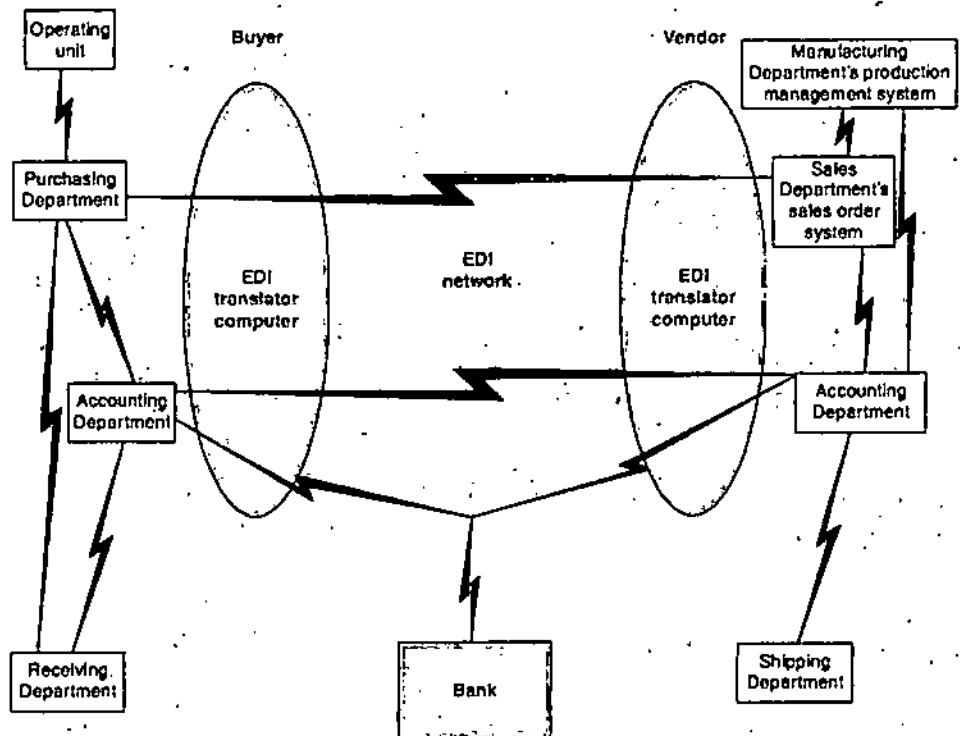 Operating
unit
Buyer
Vendor
Manufacturing
Department's production
management system
Purchasing
Department
Sales
Department's
sales order
system
EDI
translator
computer
EDI
network
EDI
translator
computer
Accounting
Department
Accounting
Department
Receiving
Department
Bank
Shipping
Department